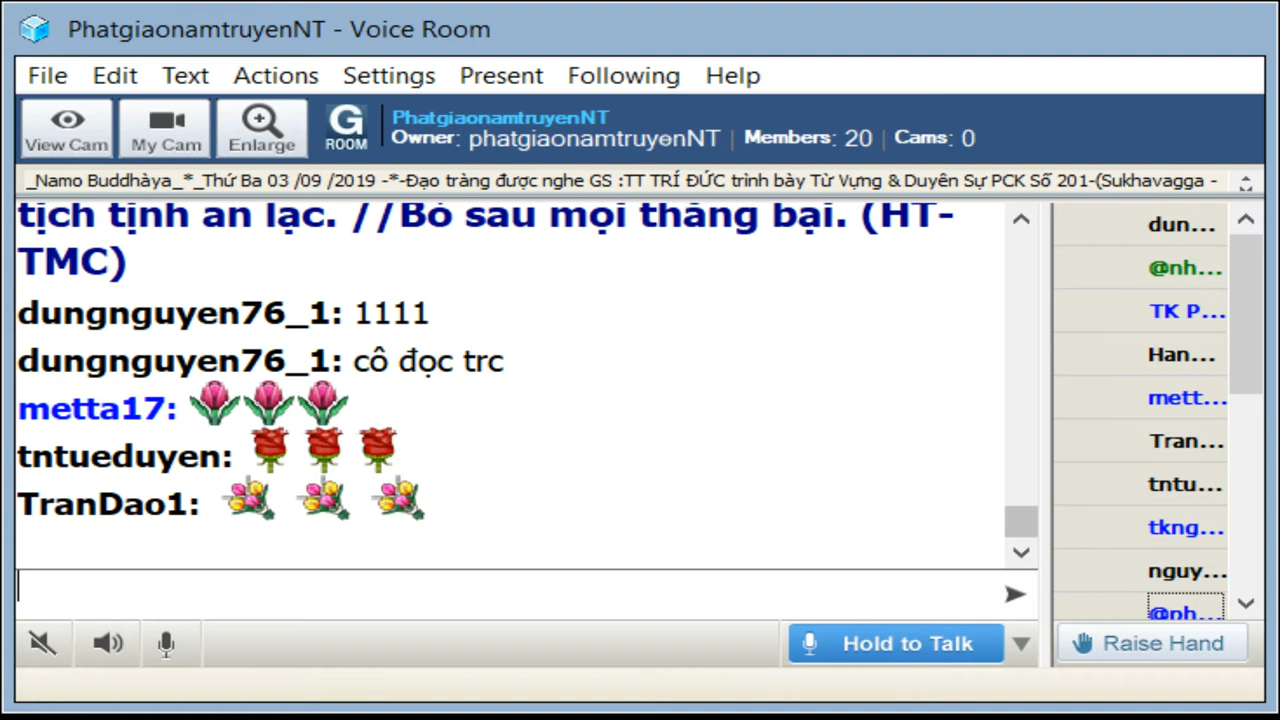 PhatgiaonamtruyenNT - Voice Room
File Edit Text Actions Settings Present Following Help
View Cam My Cam Enlarge G ROOM
PhatgiaonamtruyenNT
Owner: phatgiaonamtruyenNT | Members: 20 | Cams: 0
_Namo Buddhàya_*_Thứ Ba 03 /09 /2019 -*-Đạo tràng được nghe GS :TT TRÍ ĐỨC trình bày Từ Vựng & Duyên Sự PCK Số 201-(Sukhavagga -
tịch tịnh an lạc. //Bỏ sau mọi thắng bại. (HT-
TMC)
dungnguyen76_1: 1111
dungnguyen76_1: cô đọc trc
metta17:
tntueduyen:
TranDao1:
dun...
@nh...
TK P...
Han...
mett...
Tran...
tntu...
tkng...
nguy...
@ph...
Hold to Talk
Raise Hand